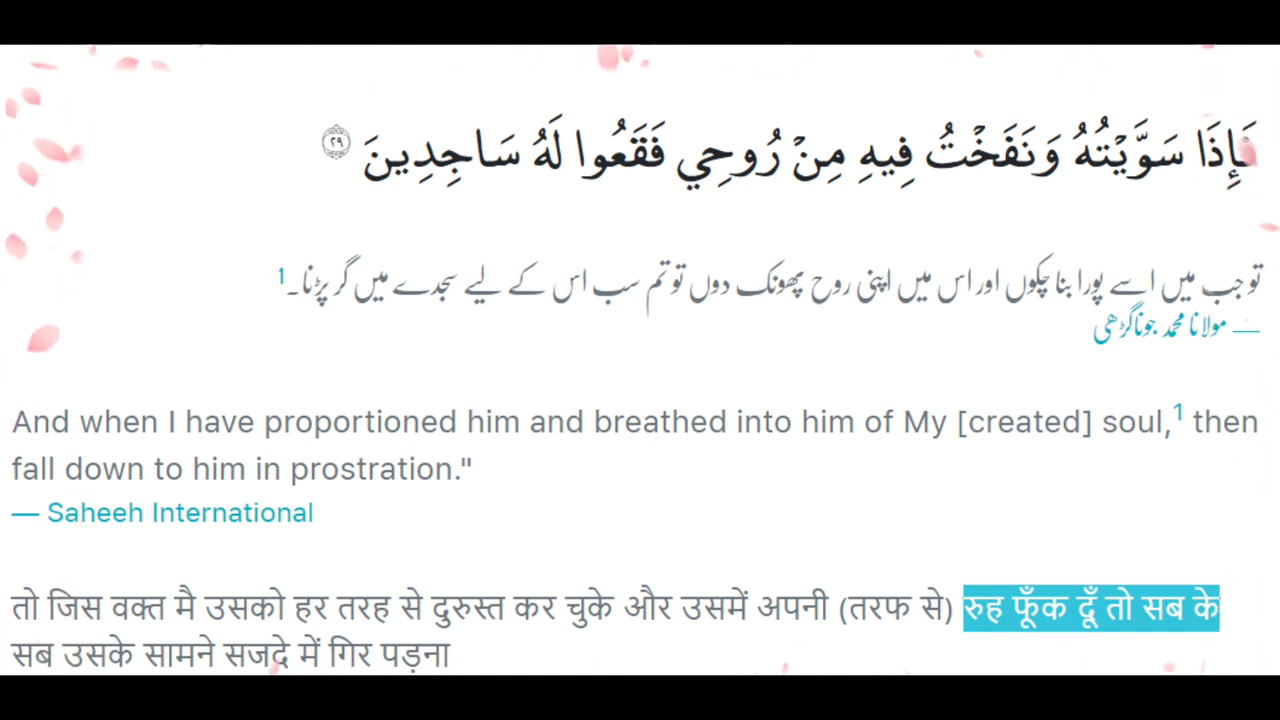 فَإِذَا سَوَّيْتُهُ وَنَفَخْتُ فِيهِ مِنْ رُوحِي فَقَعُوا لَهُ سَاجِدِينَ ٢٩
تو جب میں اسے پورا بنا چکوں اور اس میں اپنی روح پھونک دوں تو تم سب اس کے لیے سجدے میں گر پڑنا۔1
— مولانا محمد جوناگڑھی
And when I have proportioned him and breathed into him of My [created] soul,1 then
fall down to him in prostration."
— Saheeh International
तो जिस वक्त मै उसको हर तरह से दुरुस्त कर चुके और उसमें अपनी (तरफ से) रुह फूँक दूँ तो सब के
सब उसके सामने सजदे में गिर पड़ना